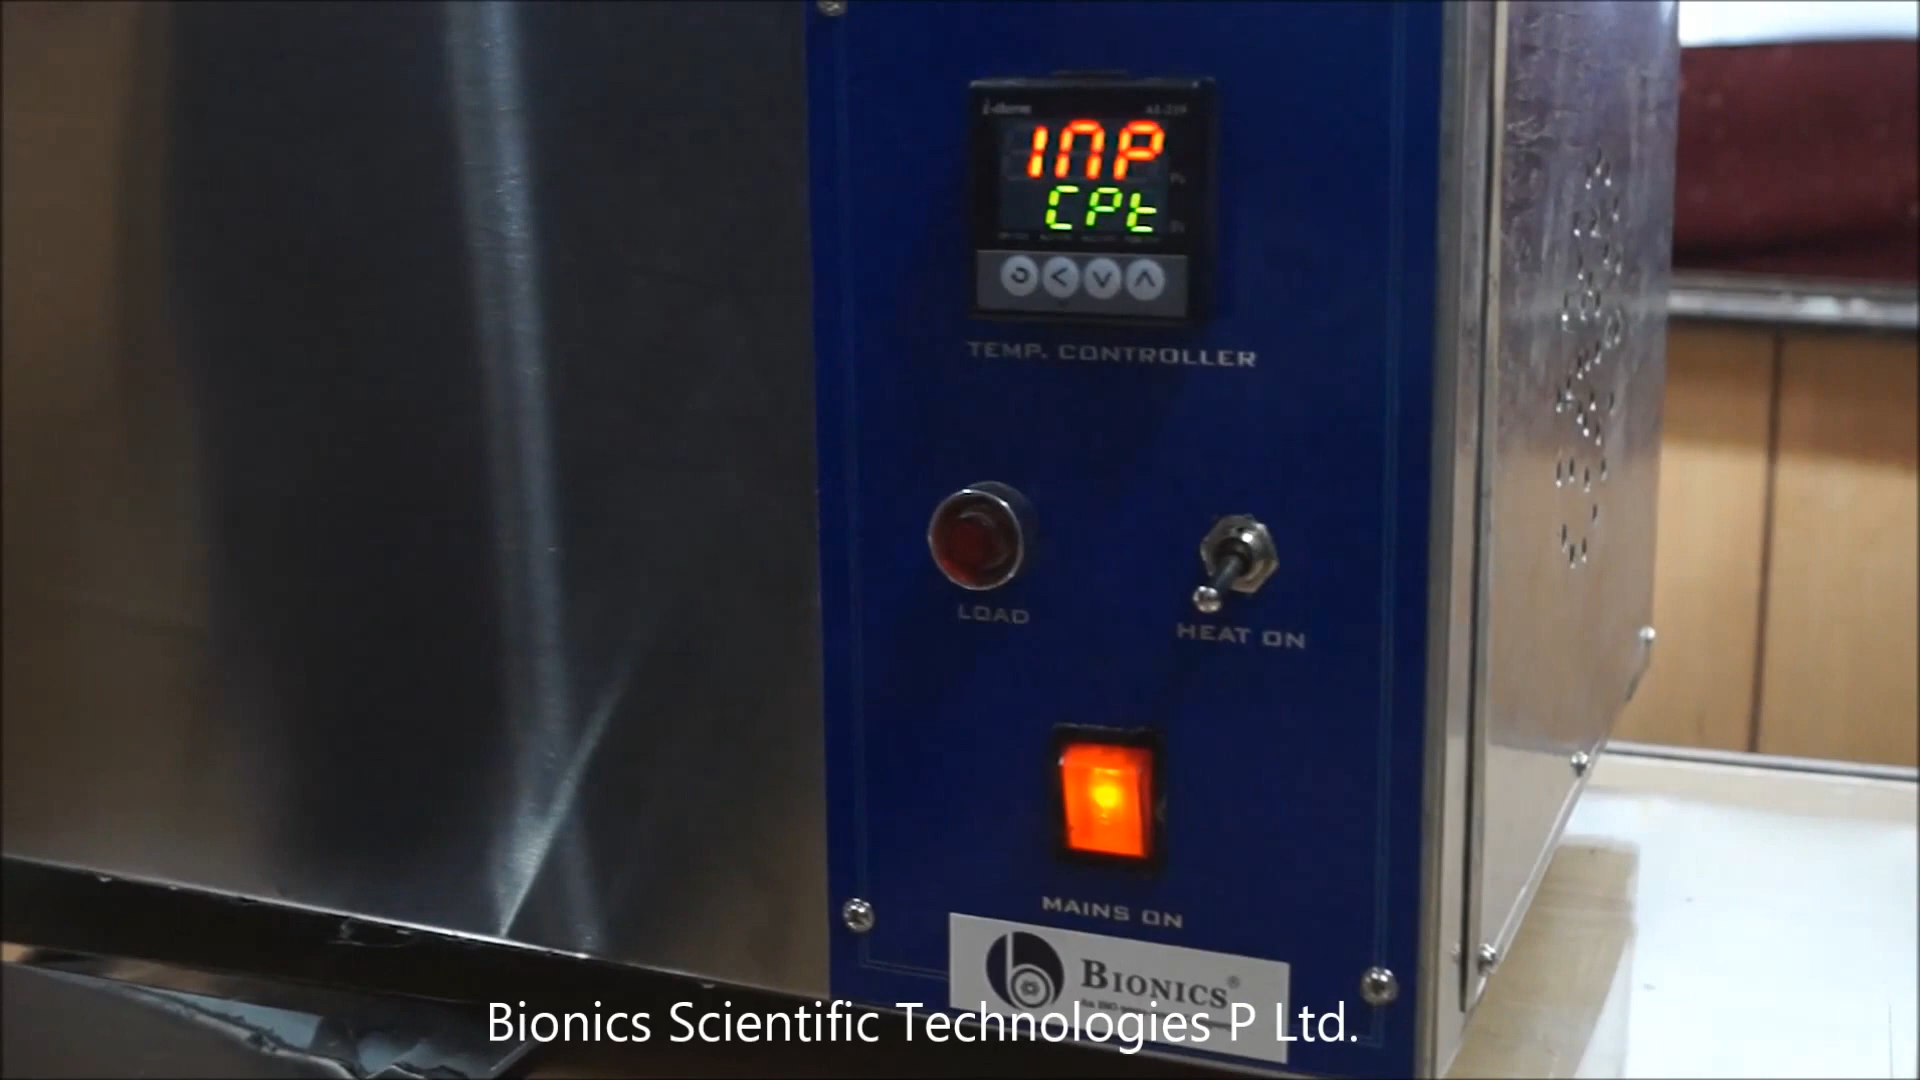 INP
CPt
TEMP. CONTROLLER
LOAD
HEAT ON
MAINS ON
BIONICS®
Bionics Scientific Technologies P Ltd.